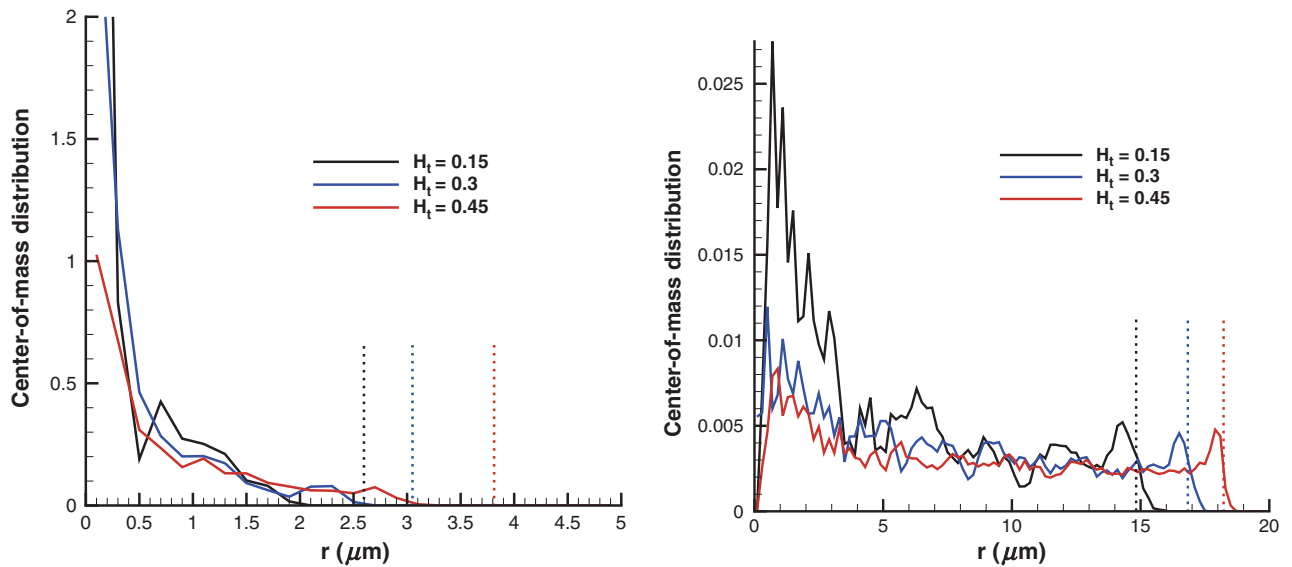 Center-of-mass distribution
2
1.5
1
0.5
0
H_t = 0.15
H_t = 0.3
H_t = 0.45
0 0.5 1 1.5 2 2.5 3 3.5 4 4.5 5
r (μm)
Center-of-mass distribution
0.025
0.02
0.015
0.01
0.005
0
H_t = 0.15
H_t = 0.3
H_t = 0.45
0 5 10 15 20
r (μm)